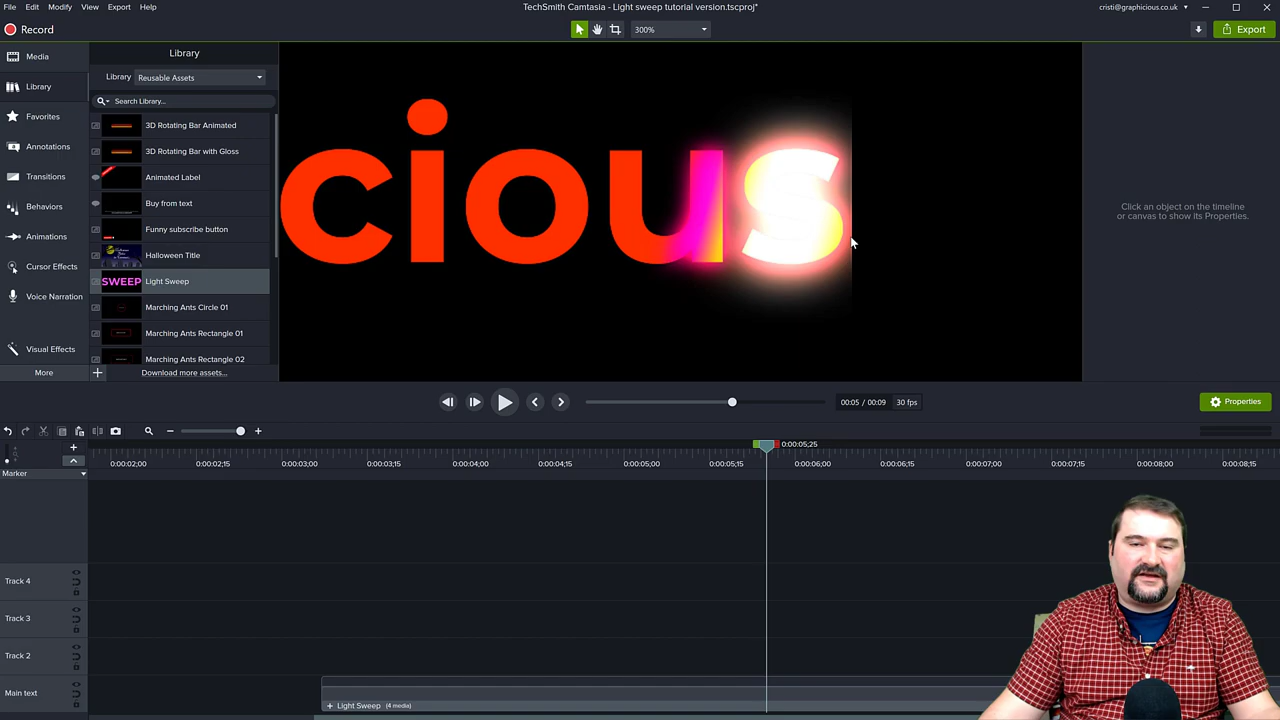 File Edit Modify View Export Help
TechSmith Camtasia - Light sweep tutorial version.tscproj*
cristi@graphicious.co.uk
Record
300%
Export
Media
Library
Favorites
Annotations
Transitions
Behaviors
Animations
Cursor Effects
Voice Narration
Visual Effects
More
Library
Library Reusable Assets
Search Library...
3D Rotating Bar Animated
3D Rotating Bar with Gloss
Animated Label
Buy from text
Funny subscribe button
Halloween Title
SWEEP Light Sweep
Marching Ants Circle 01
Marching Ants Rectangle 01
Marching Ants Rectangle 02
Download more assets...
cious
Click an object on the timeline
or canvas to show its Properties.
00:05 / 00:09 30 fps
Properties
0:00:05;25
0:00:02;00 0:00:02;15 0:00:03;00 0:00:03;15 0:00:04;00 0:00:04;15 0:00:05;00 0:00:05;15 0:00:06;00 0:00:06;15 0:00:07;00 0:00:07;15 0:00:08;00 0:00:08;15
Marker
Track 4
Track 3
Track 2
Main text
+ Light Sweep (4 media)